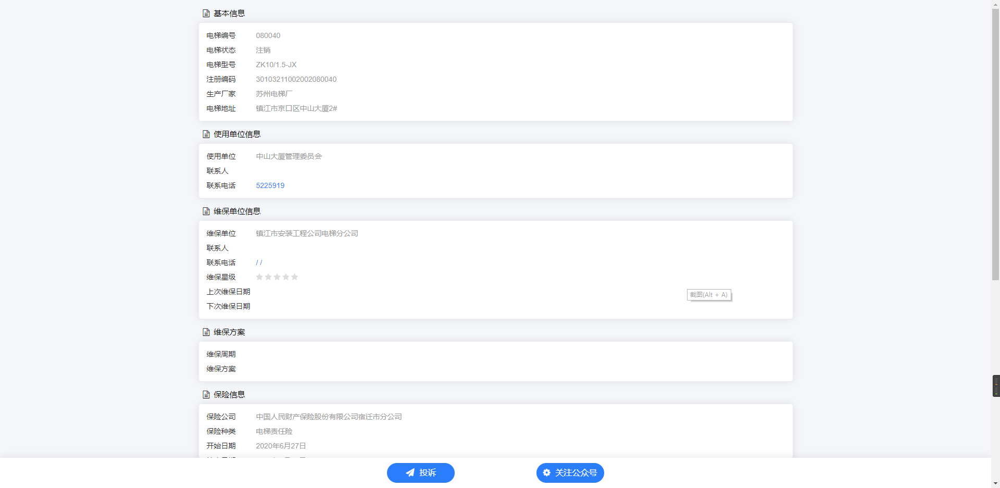 基本信息
电梯编号 080040
电梯状态 注销
电梯型号 ZK10/1.5-JX
注册编码 30103211002002080040
生产厂家 苏州电梯厂
电梯地址 镇江市京口区中山大厦2#
使用单位信息
使用单位 中山大厦管理委员会
联系人
联系电话 5225919
维保单位信息
维保单位 镇江市安装工程公司电梯分公司
联系人
联系电话 / /
维保星级
上次维保日期
截图(Alt + A)
下次维保日期
维保方案
维保周期
维保方案
保险信息
保险公司 中国人民财产保险股份有限公司宿迁市分公司
保险种类 电梯责任险
开始日期 2020年6月27日
投诉 关注公众号